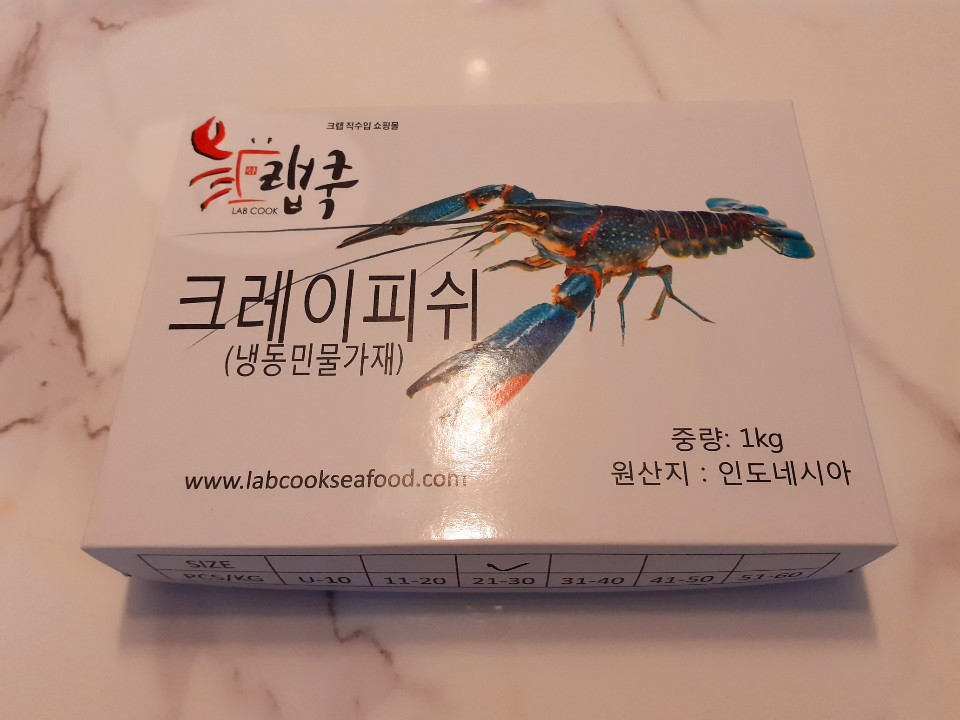 크랩 직수입 쇼핑몰
랩쿡
LAB COOK
크레이피쉬
(냉동민물가재)
중량: 1kg
www.labcookseafood.com
원산지 : 인도네시아
SIZE
PCS/KG U-10 11-20 21-30 31-40 41-50 51-60